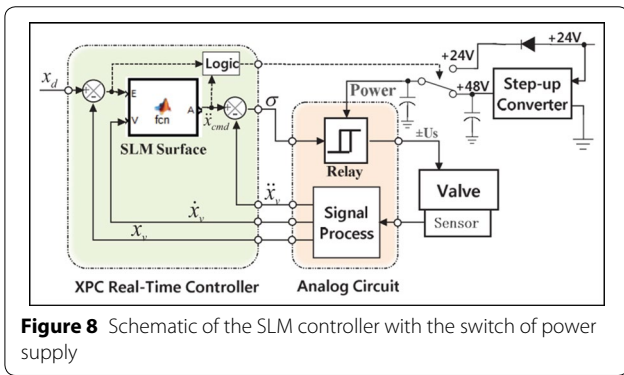 x_d
E
V
fcn
A
SLM Surface
Logic
ẍ_cmd
σ
Power
+24V
+48V
+24V
Step-up
Converter
Relay
±Us
Valve
Sensor
Signal
Process
ẍ_v
ẋ_v
x_v
XPC Real-Time Controller
Analog Circuit
Figure 8 Schematic of the SLM controller with the switch of power
supply